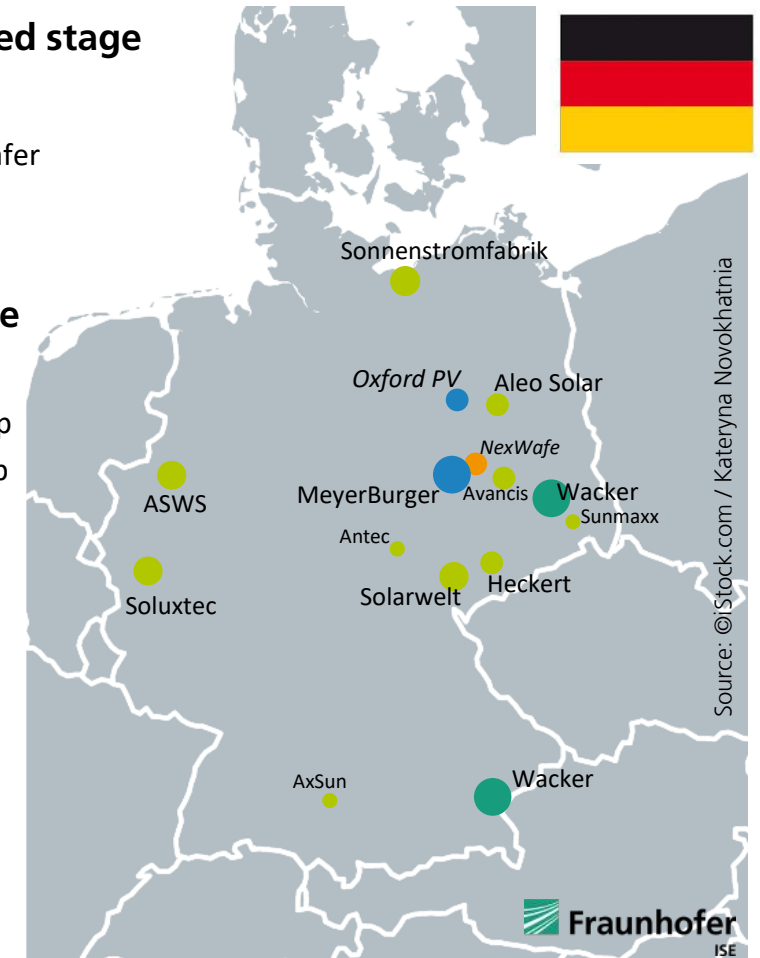 ed stage
afer
e
p
o
Sonnenstromfabrik
Oxford PV
Aleo Solar
NexWafe
MeyerBurger
Avancis
Wacker
ASWS
Sunmaxx
Antec
Heckert
Solarwelt
Soluxtec
AxSun
Wacker
Source: ©iStock.com / Kateryna Novokhatnia
Fraunhofer
ISE